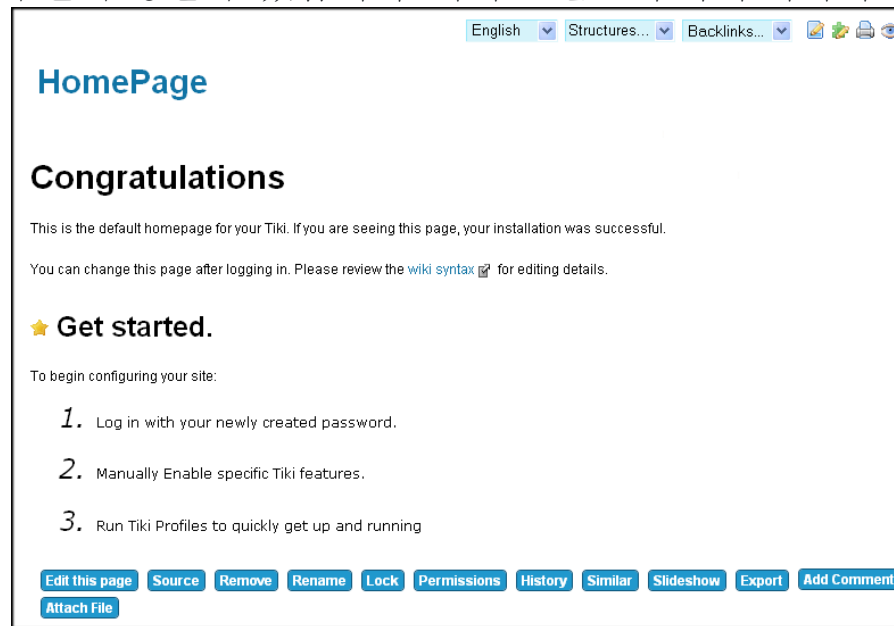 English Structures... Backlinks...
HomePage
Congratulations
This is the default homepage for your Tiki. If you are seeing this page, your installation was successful.
You can change this page after logging in. Please review the wiki syntax for editing details.
Get started.
To begin configuring your site:
1. Log in with your newly created password.
2. Manually Enable specific Tiki features.
3. Run Tiki Profiles to quickly get up and running
Edit this page Source Remove Rename Lock Permissions History Similar Slideshow Export Add Comment
Attach File